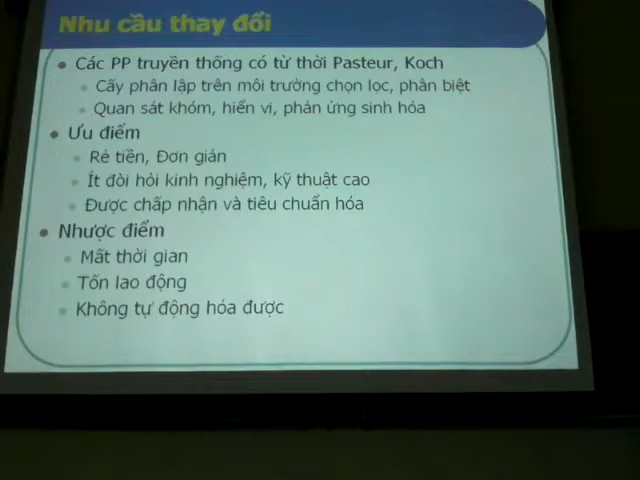 Nhu cầu thay đổi
Các PP truyền thống có từ thời Pasteur, Koch
Cấy phân lập trên môi trường chọn lọc, phân biệt
Quan sát khóm, hiển vi, phản ứng sinh hóa
Ưu điểm
Rẻ tiền, Đơn giản
Ít đòi hỏi kinh nghiệm, kỹ thuật cao
Được chấp nhận và tiêu chuẩn hóa
Nhược điểm
Mất thời gian
Tốn lao động
Không tự động hóa được